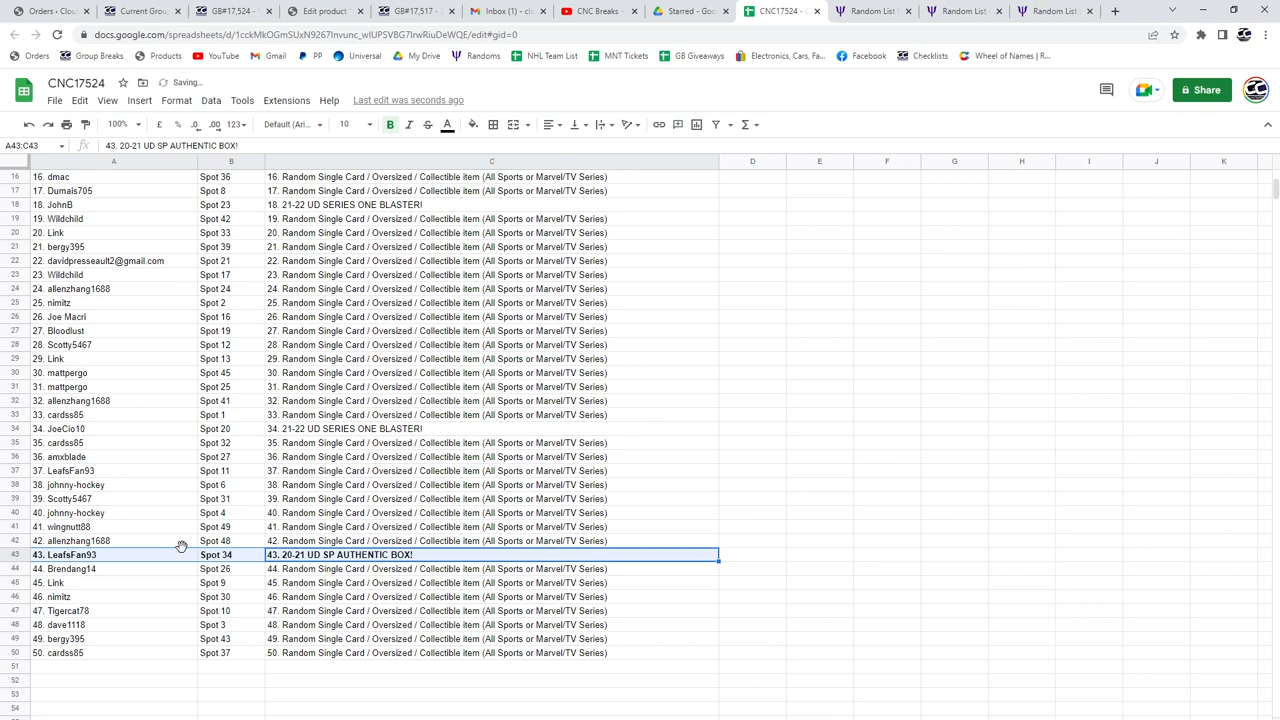 Orders ‹ Clou
Current Grou
GB#17,524 -
Edit product
GB#17,517 -
Inbox (1) - cl
CNC Breaks -
Starred - Goo
CNC17524 -
Random List
Random List
Random List
docs.google.com/spreadsheets/d/1cckMkOGmSUxN9267Invunc_wIUPSVBG7IrwRiuDeWQE/edit#gid=0
Orders Group Breaks Products YouTube Gmail PP Universal My Drive Randoms NHL Team List MNT Tickets GB Giveaways Electronics, Cars, Fa... Facebook Checklists Wheel of Names | R...
CNC17524 Saving...
File Edit View Insert Format Data Tools Extensions Help Last edit was seconds ago
Share
100% £ % .0 .00 123 Default (Ari... 10 B I S A
A43:C43 fx 43. 20-21 UD SP AUTHENTIC BOX!
A B C D E F G H I J K
16 16. dmac Spot 36 16. Random Single Card / Oversized / Collectible item (All Sports or Marvel/TV Series)
17 17. Dumais705 Spot 8 17. Random Single Card / Oversized / Collectible item (All Sports or Marvel/TV Series)
18 18. JohnB Spot 23 18. 21-22 UD SERIES ONE BLASTER!
19 19. Wildchild Spot 42 19. Random Single Card / Oversized / Collectible item (All Sports or Marvel/TV Series)
20 20. Link Spot 33 20. Random Single Card / Oversized / Collectible item (All Sports or Marvel/TV Series)
21 21. bergy395 Spot 39 21. Random Single Card / Oversized / Collectible item (All Sports or Marvel/TV Series)
22 22. davidpresseault2@gmail.com Spot 21 22. Random Single Card / Oversized / Collectible item (All Sports or Marvel/TV Series)
23 23. Wildchild Spot 17 23. Random Single Card / Oversized / Collectible item (All Sports or Marvel/TV Series)
24 24. allenzhang1688 Spot 24 24. Random Single Card / Oversized / Collectible item (All Sports or Marvel/TV Series)
25 25. nimitz Spot 2 25. Random Single Card / Oversized / Collectible item (All Sports or Marvel/TV Series)
26 26. Joe Macri Spot 16 26. Random Single Card / Oversized / Collectible item (All Sports or Marvel/TV Series)
27 27. Bloodlust Spot 19 27. Random Single Card / Oversized / Collectible item (All Sports or Marvel/TV Series)
28 28. Scotty5467 Spot 12 28. Random Single Card / Oversized / Collectible item (All Sports or Marvel/TV Series)
29 29. Link Spot 13 29. Random Single Card / Oversized / Collectible item (All Sports or Marvel/TV Series)
30 30. mattpergo Spot 45 30. Random Single Card / Oversized / Collectible item (All Sports or Marvel/TV Series)
31 31. mattpergo Spot 25 31. Random Single Card / Oversized / Collectible item (All Sports or Marvel/TV Series)
32 32. allenzhang1688 Spot 41 32. Random Single Card / Oversized / Collectible item (All Sports or Marvel/TV Series)
33 33. cardss85 Spot 1 33. Random Single Card / Oversized / Collectible item (All Sports or Marvel/TV Series)
34 34. JoeCio10 Spot 20 34. 21-22 UD SERIES ONE BLASTER!
35 35. cardss85 Spot 32 35. Random Single Card / Oversized / Collectible item (All Sports or Marvel/TV Series)
36 36. amxblade Spot 27 36. Random Single Card / Oversized / Collectible item (All Sports or Marvel/TV Series)
37 37. LeafsFan93 Spot 11 37. Random Single Card / Oversized / Collectible item (All Sports or Marvel/TV Series)
38 38. johnny-hockey Spot 6 38. Random Single Card / Oversized / Collectible item (All Sports or Marvel/TV Series)
39 39. Scotty5467 Spot 31 39. Random Single Card / Oversized / Collectible item (All Sports or Marvel/TV Series)
40 40. johnny-hockey Spot 4 40. Random Single Card / Oversized / Collectible item (All Sports or Marvel/TV Series)
41 41. wingnutt88 Spot 49 41. Random Single Card / Oversized / Collectible item (All Sports or Marvel/TV Series)
42 42. allenzhang1688 Spot 48 42. Random Single Card / Oversized / Collectible item (All Sports or Marvel/TV Series)
43 43. LeafsFan93 Spot 34 43. 20-21 UD SP AUTHENTIC BOX!
44 44. Brendang14 Spot 26 44. Random Single Card / Oversized / Collectible item (All Sports or Marvel/TV Series)
45 45. Link Spot 9 45. Random Single Card / Oversized / Collectible item (All Sports or Marvel/TV Series)
46 46. nimitz Spot 30 46. Random Single Card / Oversized / Collectible item (All Sports or Marvel/TV Series)
47 47. Tigercat78 Spot 10 47. Random Single Card / Oversized / Collectible item (All Sports or Marvel/TV Series)
48 48. dave1118 Spot 3 48. Random Single Card / Oversized / Collectible item (All Sports or Marvel/TV Series)
49 49. bergy395 Spot 43 49. Random Single Card / Oversized / Collectible item (All Sports or Marvel/TV Series)
50 50. cardss85 Spot 37 50. Random Single Card / Oversized / Collectible item (All Sports or Marvel/TV Series)
51
52
53
54